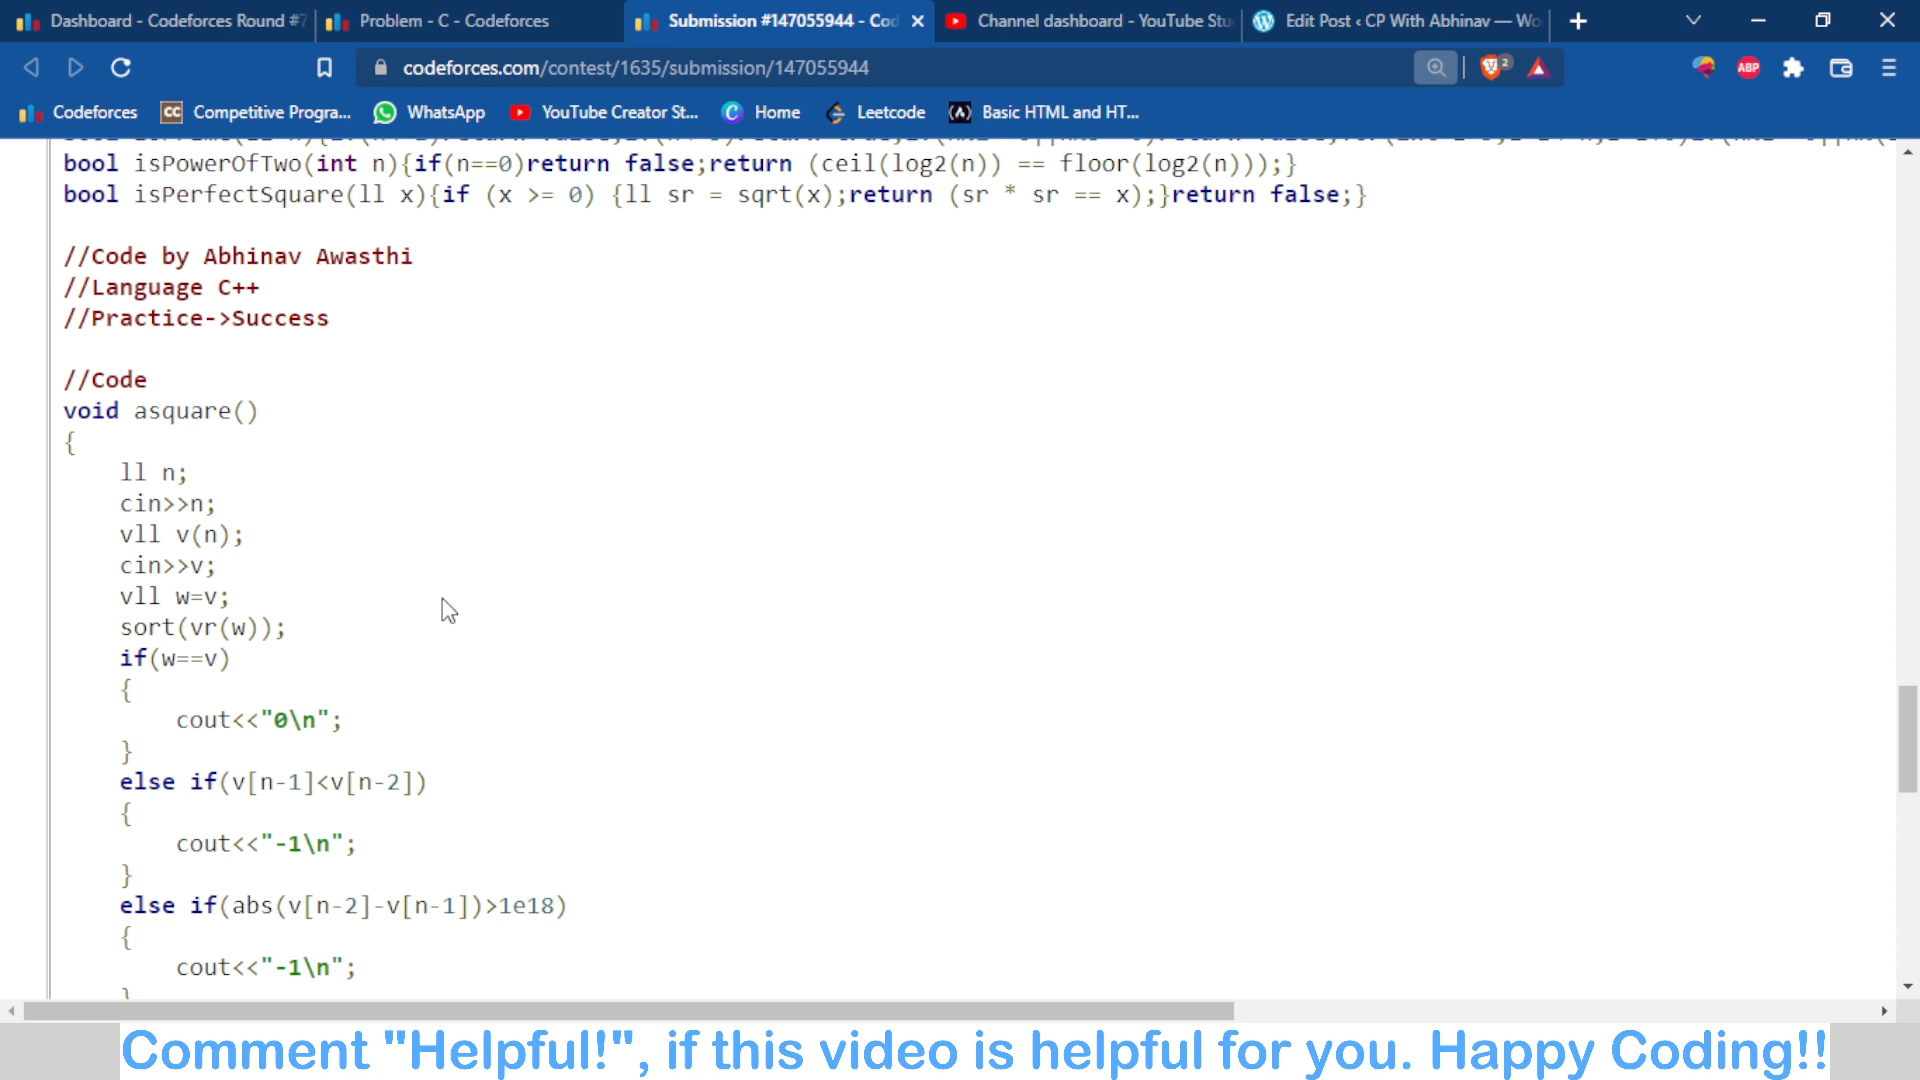 Dashboard - Codeforces Round #7
Problem - C - Codeforces
Submission #147055944 - Cod
Channel dashboard - YouTube Stu
Edit Post ‹ CP With Abhinav — Wo
codeforces.com/contest/1635/submission/147055944
2
ABP
Codeforces
CC Competitive Progra...
WhatsApp
YouTube Creator St...
Home
Leetcode
(A) Basic HTML and HT...
bool isPowerOfTwo(int n){if(n==0)return false;return (ceil(log2(n)) == floor(log2(n)));}
bool isPerfectSquare(ll x){if (x >= 0) {ll sr = sqrt(x);return (sr * sr == x);}return false;}
//Code by Abhinav Awasthi
//Language C++
//Practice->Success
//Code
void asquare()
{
ll n;
cin>>n;
vll v(n);
cin>>v;
vll w=v;
sort(vr(w));
if(w==v)
{
cout<<"0\n";
}
else if(v[n-1]<v[n-2])
{
cout<<"-1\n";
}
else if(abs(v[n-2]-v[n-1])>1e18)
{
cout<<"-1\n";
}
Comment "Helpful!", if this video is helpful for you. Happy Coding!!